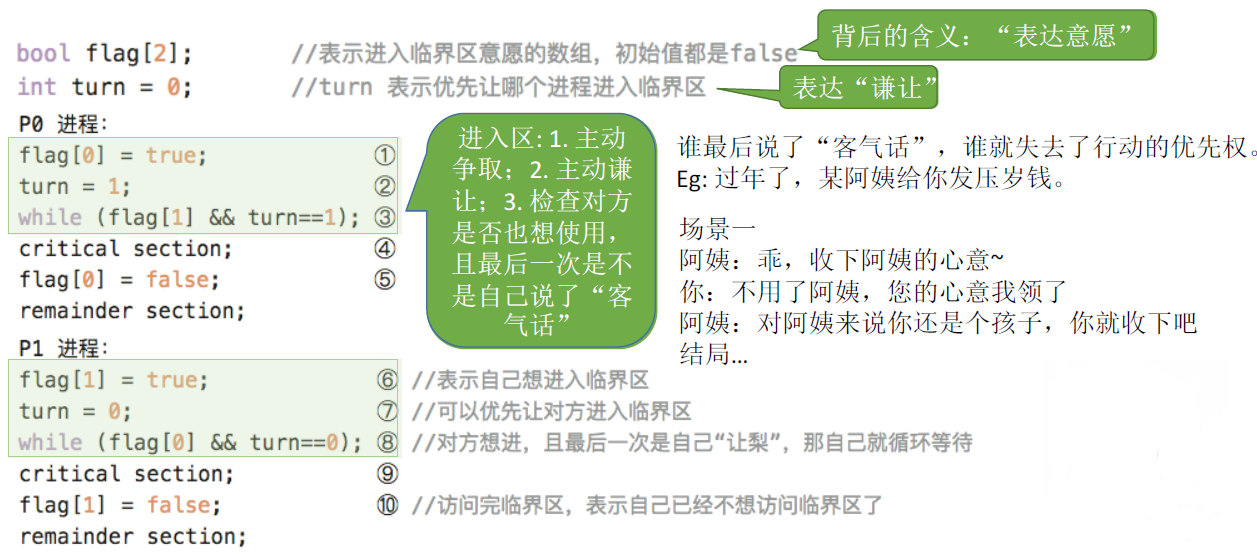 bool flag[2]; //表示进入临界区意愿的数组，初始值都是false
背后的含义：“表达意愿”
int turn = 0; //turn 表示优先让哪个进程进入临界区
表达“谦让”
P0 进程：
flag[0] = true; ①
turn = 1; ②
while (flag[1] && turn==1); ③
critical section; ④
flag[0] = false; ⑤
remainder section;
进入区: 1. 主动
争取；2. 主动谦
让；3. 检查对方
是否也想使用，
且最后一次是不
是自己说了“客
气话”
谁最后说了“客气话”，谁就失去了行动的优先权。
Eg: 过年了，某阿姨给你发压岁钱。
场景一
阿姨：乖，收下阿姨的心意~
你：不用了阿姨，您的心意我领了
阿姨：对阿姨来说你还是个孩子，你就收下吧
结局...
P1 进程：
flag[1] = true; ⑥ //表示自己想进入临界区
turn = 0; ⑦ //可以优先让对方进入临界区
while (flag[0] && turn==0); ⑧ //对方想进，且最后一次是自己“让梨”，那自己就循环等待
critical section; ⑨
flag[1] = false; ⑩ //访问完临界区，表示自己已经不想访问临界区了
remainder section;